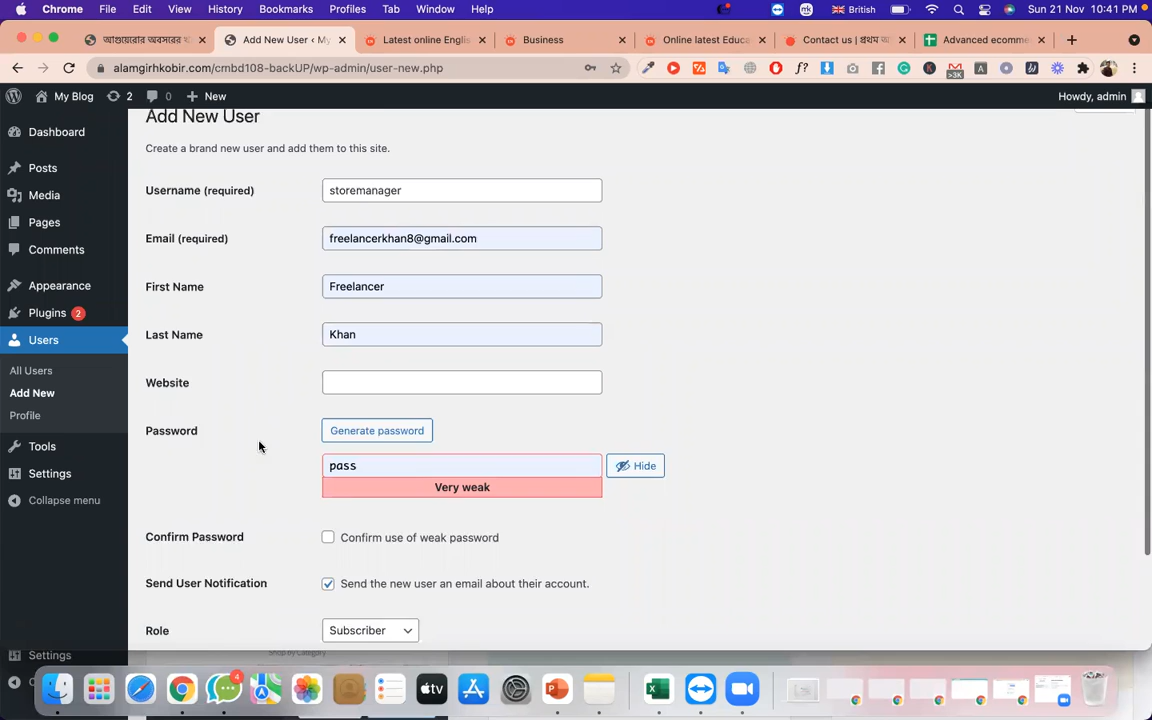 Chrome File Edit View History Bookmarks Profiles Tab Window Help
British
Sun 21 Nov 10:41 PM
আগুয়েরোর অবসরের খ
Add New User ‹ My
Latest online Englis
Business
Online latest Educa
Contact us | প্রথম আ
Advanced ecomme
alamgirhkobir.com/cmbd108-backUP/wp-admin/user-new.php
>3K
My Blog 2 0 New
Howdy, admin
Dashboard
Posts
Media
Pages
Comments
Appearance
Plugins 2
Users
All Users
Add New
Profile
Tools
Settings
Collapse menu
Settings
Add New User
Create a brand new user and add them to this site.
Username (required)
storemanager
Email (required)
freelancerkhan8@gmail.com
First Name
Freelancer
Last Name
Khan
Website
Password
Generate password
pass
Hide
Very weak
Confirm Password
Confirm use of weak password
Send User Notification
Send the new user an email about their account.
Role
Subscriber
Shop by Category
4
tv